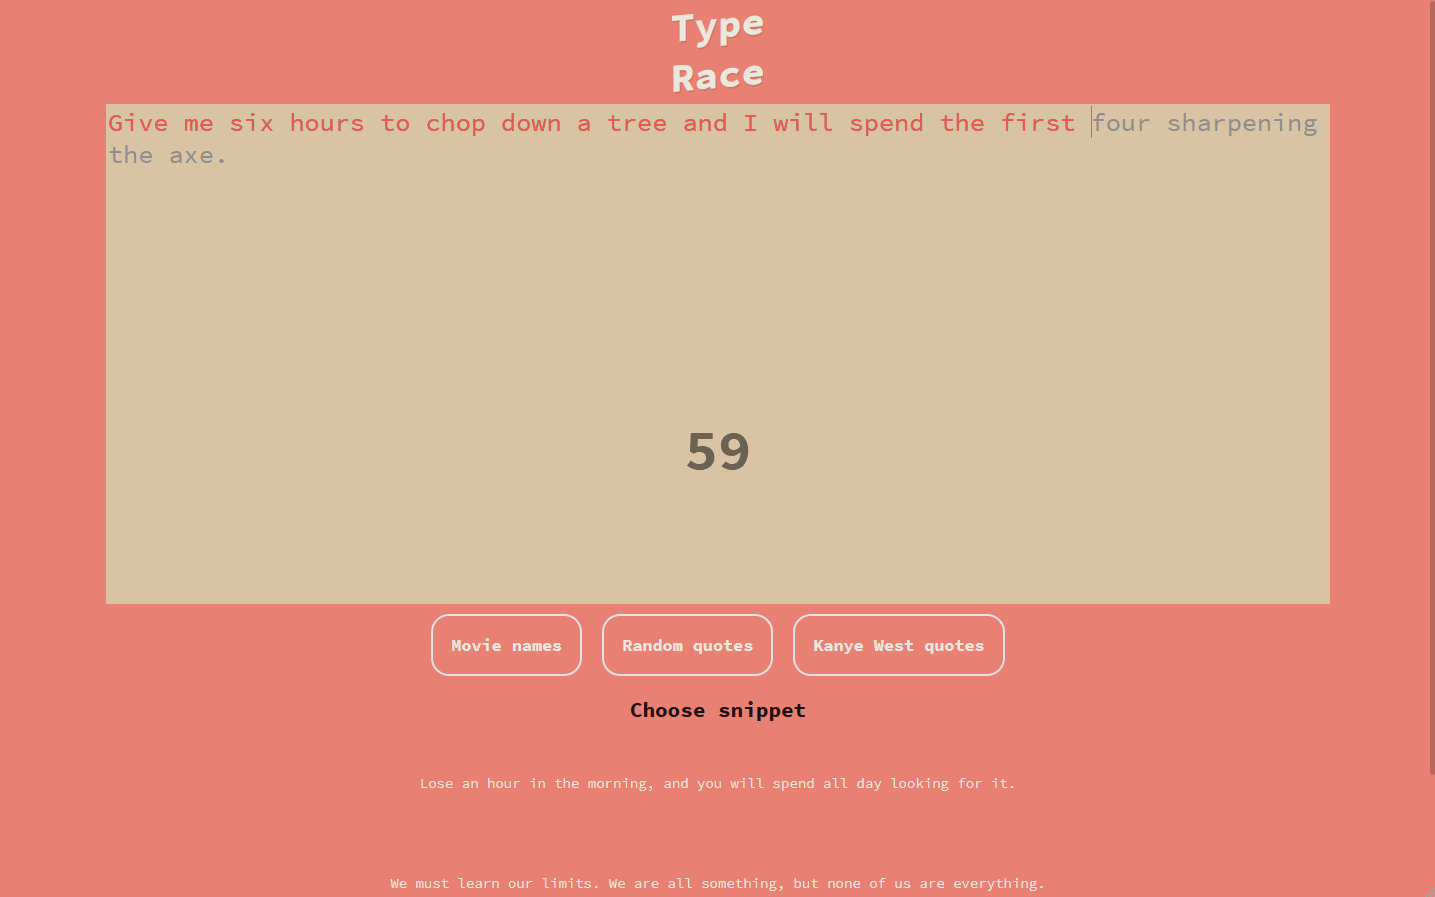 Type
Race
Give me six hours to chop down a tree and I will spend the first four sharpening
the axe.
59
Movie names
Random quotes
Kanye West quotes
Choose snippet
Lose an hour in the morning, and you will spend all day looking for it.
We must learn our limits. We are all something, but none of us are everything.